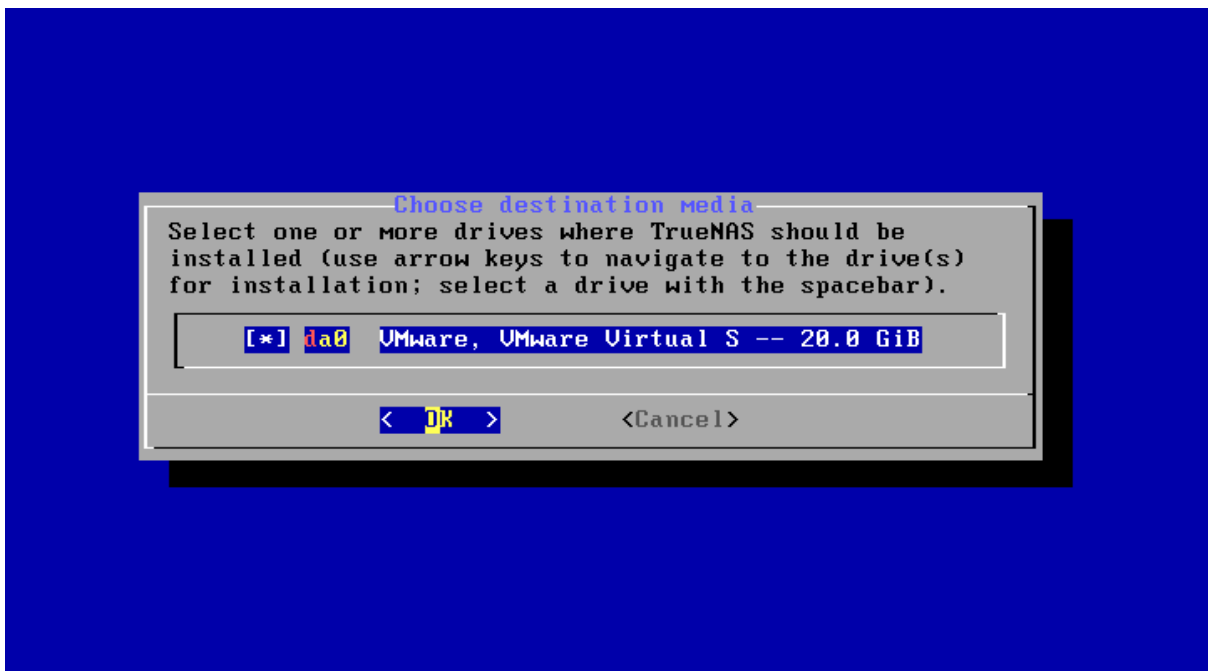 Choose destination media
Select one or more drives where TrueNAS should be
installed (use arrow keys to navigate to the drive(s)
for installation; select a drive with the spacebar).
[*] da0 VMware, VMware Virtual S -- 20.0 GiB
< OK > <Cancel>